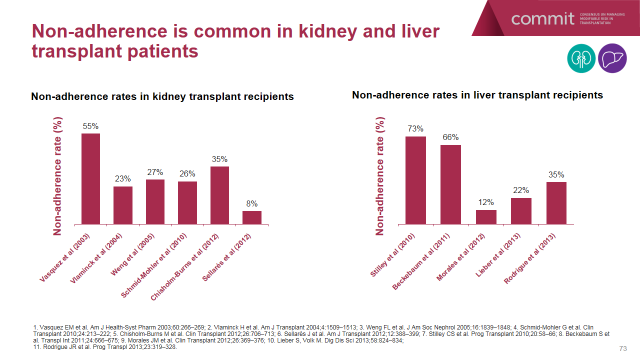 Non-adherence is common in kidney and liver
transplant patients
commit
CONSENSUS ON MANAGING
MODIFIABLE RISK IN
TRANSPLANTATION
Non-adherence rates in kidney transplant recipients
Non-adherence rate (%)
55%
23%
27%
26%
35%
8%
Vasquez et al (2003)
Vlaminck et al (2004)
Weng et al (2005)
Schmid-Mohler et al (2010)
Chisholm-Burns et al (2012)
Sellarés et al (2012)
Non-adherence rates in liver transplant recipients
Non-adherence rate (%)
73%
66%
12%
22%
35%
Stilley et al (2010)
Beckebaum et al (2011)
Morales et al (2012)
Lieber et al (2013)
Rodrigue et al (2013)
1. Vasquez EM et al. Am J Health-Syst Pharm 2003;60:266–269; 2. Vlaminck H et al. Am J Transplant 2004;4:1509–1513; 3. Weng FL et al. J Am Soc Nephrol 2005;16:1839–1848; 4. Schmid-Mohler G et al. Clin
Transplant 2010;24:213–222; 5. Chisholm-Burns M et al. Clin Transplant 2012;26:706–713; 6. Sellarés J et al. Am J Transplant 2012;12:388–399; 7. Stilley CS et al. Prog Transplant 2010;20:58–66; 8. Beckebaum S et
al. Transpl Int 2011;24:666–675; 9. Morales JM et al. Clin Transplant 2012;26:369–376; 10. Lieber S, Volk M. Dig Dis Sci 2013;58:824–834;
11. Rodrigue JR et al. Prog Transpl 2013;23:319–328.
73